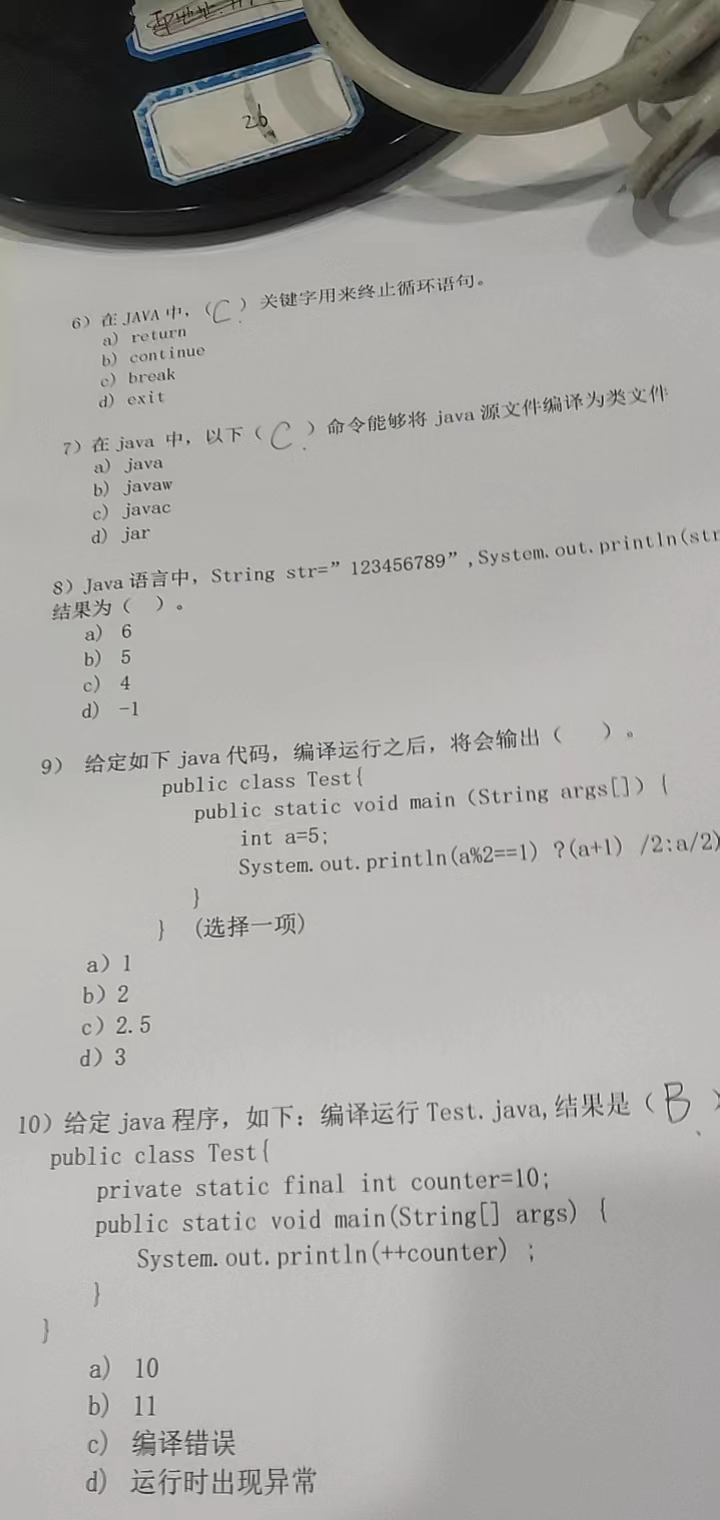 26
6）在 JAVA 中，（C）关键字用来终止循环语句。
a） return
b） continue
c） break
d） exit
7）在 java 中，以下（C）命令能够将 java 源文件编译为类文件
a） java
b） javaw
c） javac
d） jar
8）Java 语言中，String str=”123456789”,System.out.println(str
结果为（ ）。
a） 6
b） 5
c） 4
d） -1
9） 给定如下 java 代码，编译运行之后，将会输出（ ）。
public class Test{
public static void main（String args[]）{
int a=5;
System.out.println(a%2==1）?(a+1）/2:a/2)
}
} （选择一项）
a）1
b）2
c）2.5
d）3
10）给定 java 程序，如下：编译运行 Test.java,结果是（B）
public class Test{
private static final int counter=10;
public static void main(String[] args) {
System.out.println(++counter) ;
}
}
a） 10
b） 11
c） 编译错误
d） 运行时出现异常